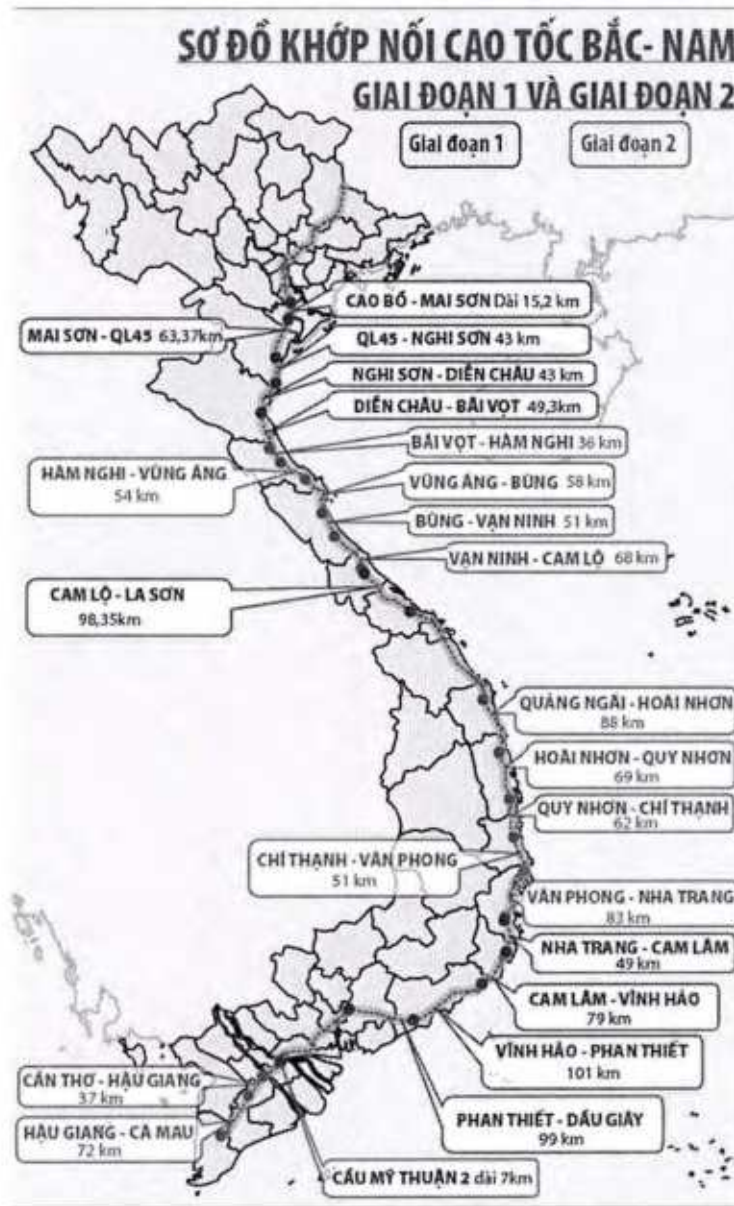 SƠ ĐỒ KHỚP NỐI CAO TỐC BẮC- NAM
GIAI ĐOẠN 1 VÀ GIAI ĐOẠN 2
Giai đoạn 1
Giai đoạn 2
CAO BỒ - MAI SƠN Dài 15,2 km
MAI SƠN - QL45 63,37km
QL45 - NGHI SƠN 43 km
NGHI SƠN - DIỄN CHÂU 43 km
DIỄN CHÂU - BÃI VỌT 49,3km
BÃI VỌT - HÀM NGHI 36 km
HÀM NGHI - VŨNG ÁNG
54 km
VŨNG ÁNG - BÙNG 58 km
BÙNG - VẠN NINH 51 km
VẠN NINH - CAM LỘ 68 km
CAM LỘ - LA SƠN
98,35km
QUẢNG NGÃI - HOÀI NHƠN
88 km
HOÀI NHƠN - QUY NHƠN
69 km
QUY NHƠN - CHÍ THẠNH
62 km
CHÍ THẠNH - VÂN PHONG
51 km
VÂN PHONG - NHA TRANG
83 km
NHA TRANG - CAM LÂM
49 km
CAM LÂM - VĨNH HẢO
79 km
VĨNH HẢO - PHAN THIẾT
101 km
CẦN THƠ - HẬU GIANG
37 km
PHAN THIẾT - DẦU GIÂY
99 km
HẬU GIANG - CÀ MAU
72 km
CẦU MỸ THUẬN 2 dài 7km